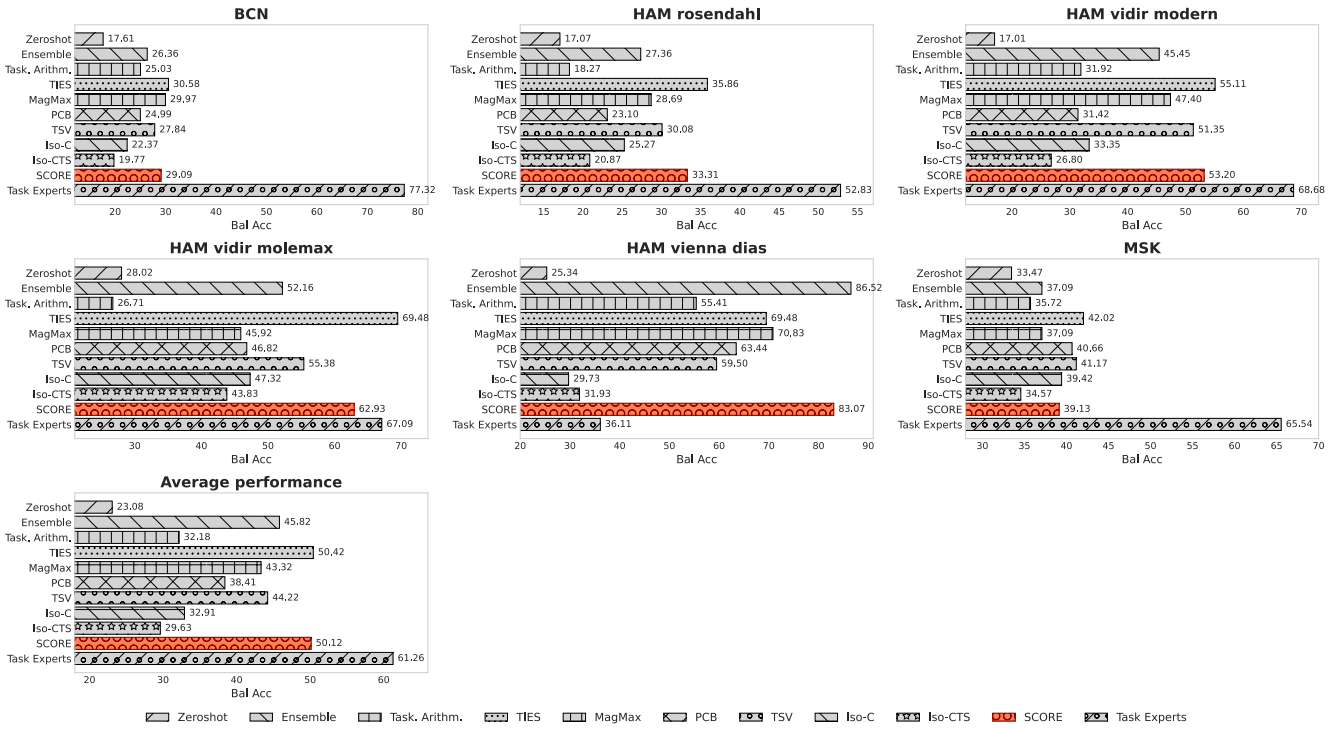 BCN
Zeroshot 17.61
Ensemble 26.36
Task. Arithm. 25.03
TIES 30.58
MagMax 29.97
PCB 24.99
TSV 27.84
Iso-C 22.37
Iso-CTS 19.77
SCORE 29.09
Task Experts 77.32
20 30 40 50 60 70 80
Bal Acc
HAM rosendahl
Zeroshot 17.07
Ensemble 27.36
Task. Arithm. 18.27
TIES 35.86
MagMax 28.69
PCB 23.10
TSV 30.08
Iso-C 25.27
Iso-CTS 20.87
SCORE 33.31
Task Experts 52.83
15 20 25 30 35 40 45 50 55
Bal Acc
HAM vidir modern
Zeroshot 17.01
Ensemble 45.45
Task. Arithm. 31.92
TIES 55.11
MagMax 47.40
PCB 31.42
TSV 51.35
Iso-C 33.35
Iso-CTS 26.80
SCORE 53.20
Task Experts 68.68
20 30 40 50 60 70
Bal Acc
HAM vidir molemax
Zeroshot 28.02
Ensemble 52.16
Task. Arithm. 26.71
TIES 69.48
MagMax 45.92
PCB 46.82
TSV 55.38
Iso-C 47.32
Iso-CTS 43.83
SCORE 62.93
Task Experts 67.09
30 40 50 60 70
Bal Acc
HAM vienna dias
Zeroshot 25.34
Ensemble 86.52
Task. Arithm. 55.41
TIES 69.48
MagMax 70.83
PCB 63.44
TSV 59.50
Iso-C 29.73
Iso-CTS 31.93
SCORE 83.07
Task Experts 36.11
20 30 40 50 60 70 80 90
Bal Acc
MSK
Zeroshot 33.47
Ensemble 37.09
Task. Arithm. 35.72
TIES 42.02
MagMax 37.09
PCB 40.66
TSV 41.17
Iso-C 39.42
Iso-CTS 34.57
SCORE 39.13
Task Experts 65.54
30 35 40 45 50 55 60 65 70
Bal Acc
Average performance
Zeroshot 23.08
Ensemble 45.82
Task. Arithm. 32.18
TIES 50.42
MagMax 43.32
PCB 38.41
TSV 44.22
Iso-C 32.91
Iso-CTS 29.63
SCORE 50.12
Task Experts 61.26
20 30 40 50 60
Bal Acc
Zeroshot Ensemble Task. Arithm. TIES MagMax PCB TSV Iso-C Iso-CTS SCORE Task Experts